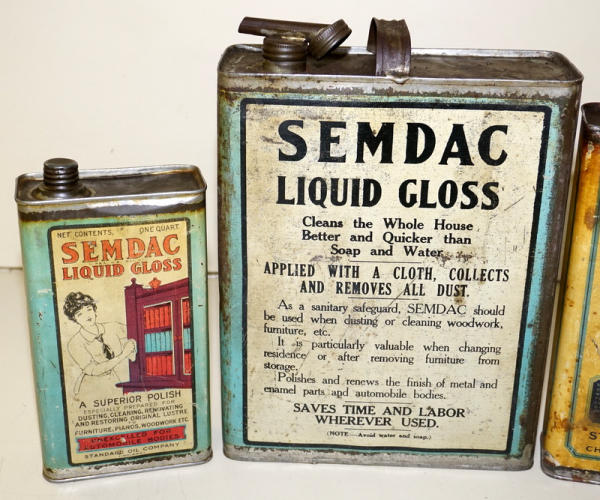 NET CONTENTS, ONE QUART.
SEMDAC
LIQUID GLOSS
A SUPERIOR POLISH
ESPECIALLY PREPARED FOR
DUSTING, CLEANING, RENOVATING
AND RESTORING ORIGINAL LUSTRE
FURNITURE, PIANOS, WOODWORK ETC.
UNEXCELLED FOR
AUTOMOBILE BODIES
STANDARD OIL COMPANY
SEMDAC
LIQUID GLOSS
Cleans the Whole House
Better and Quicker than
Soap and Water.
APPLIED WITH A CLOTH, COLLECTS
AND REMOVES ALL DUST.
As a sanitary safeguard, SEMDAC should
be used when dusting or cleaning woodwork,
furniture, etc.
It is particularly valuable when changing
residence or after removing furniture from
storage.
Polishes and renews the finish of metal and
enamel parts and automobile bodies.
SAVES TIME AND LABOR
WHEREVER USED.
(NOTE—Avoid water and soap.)